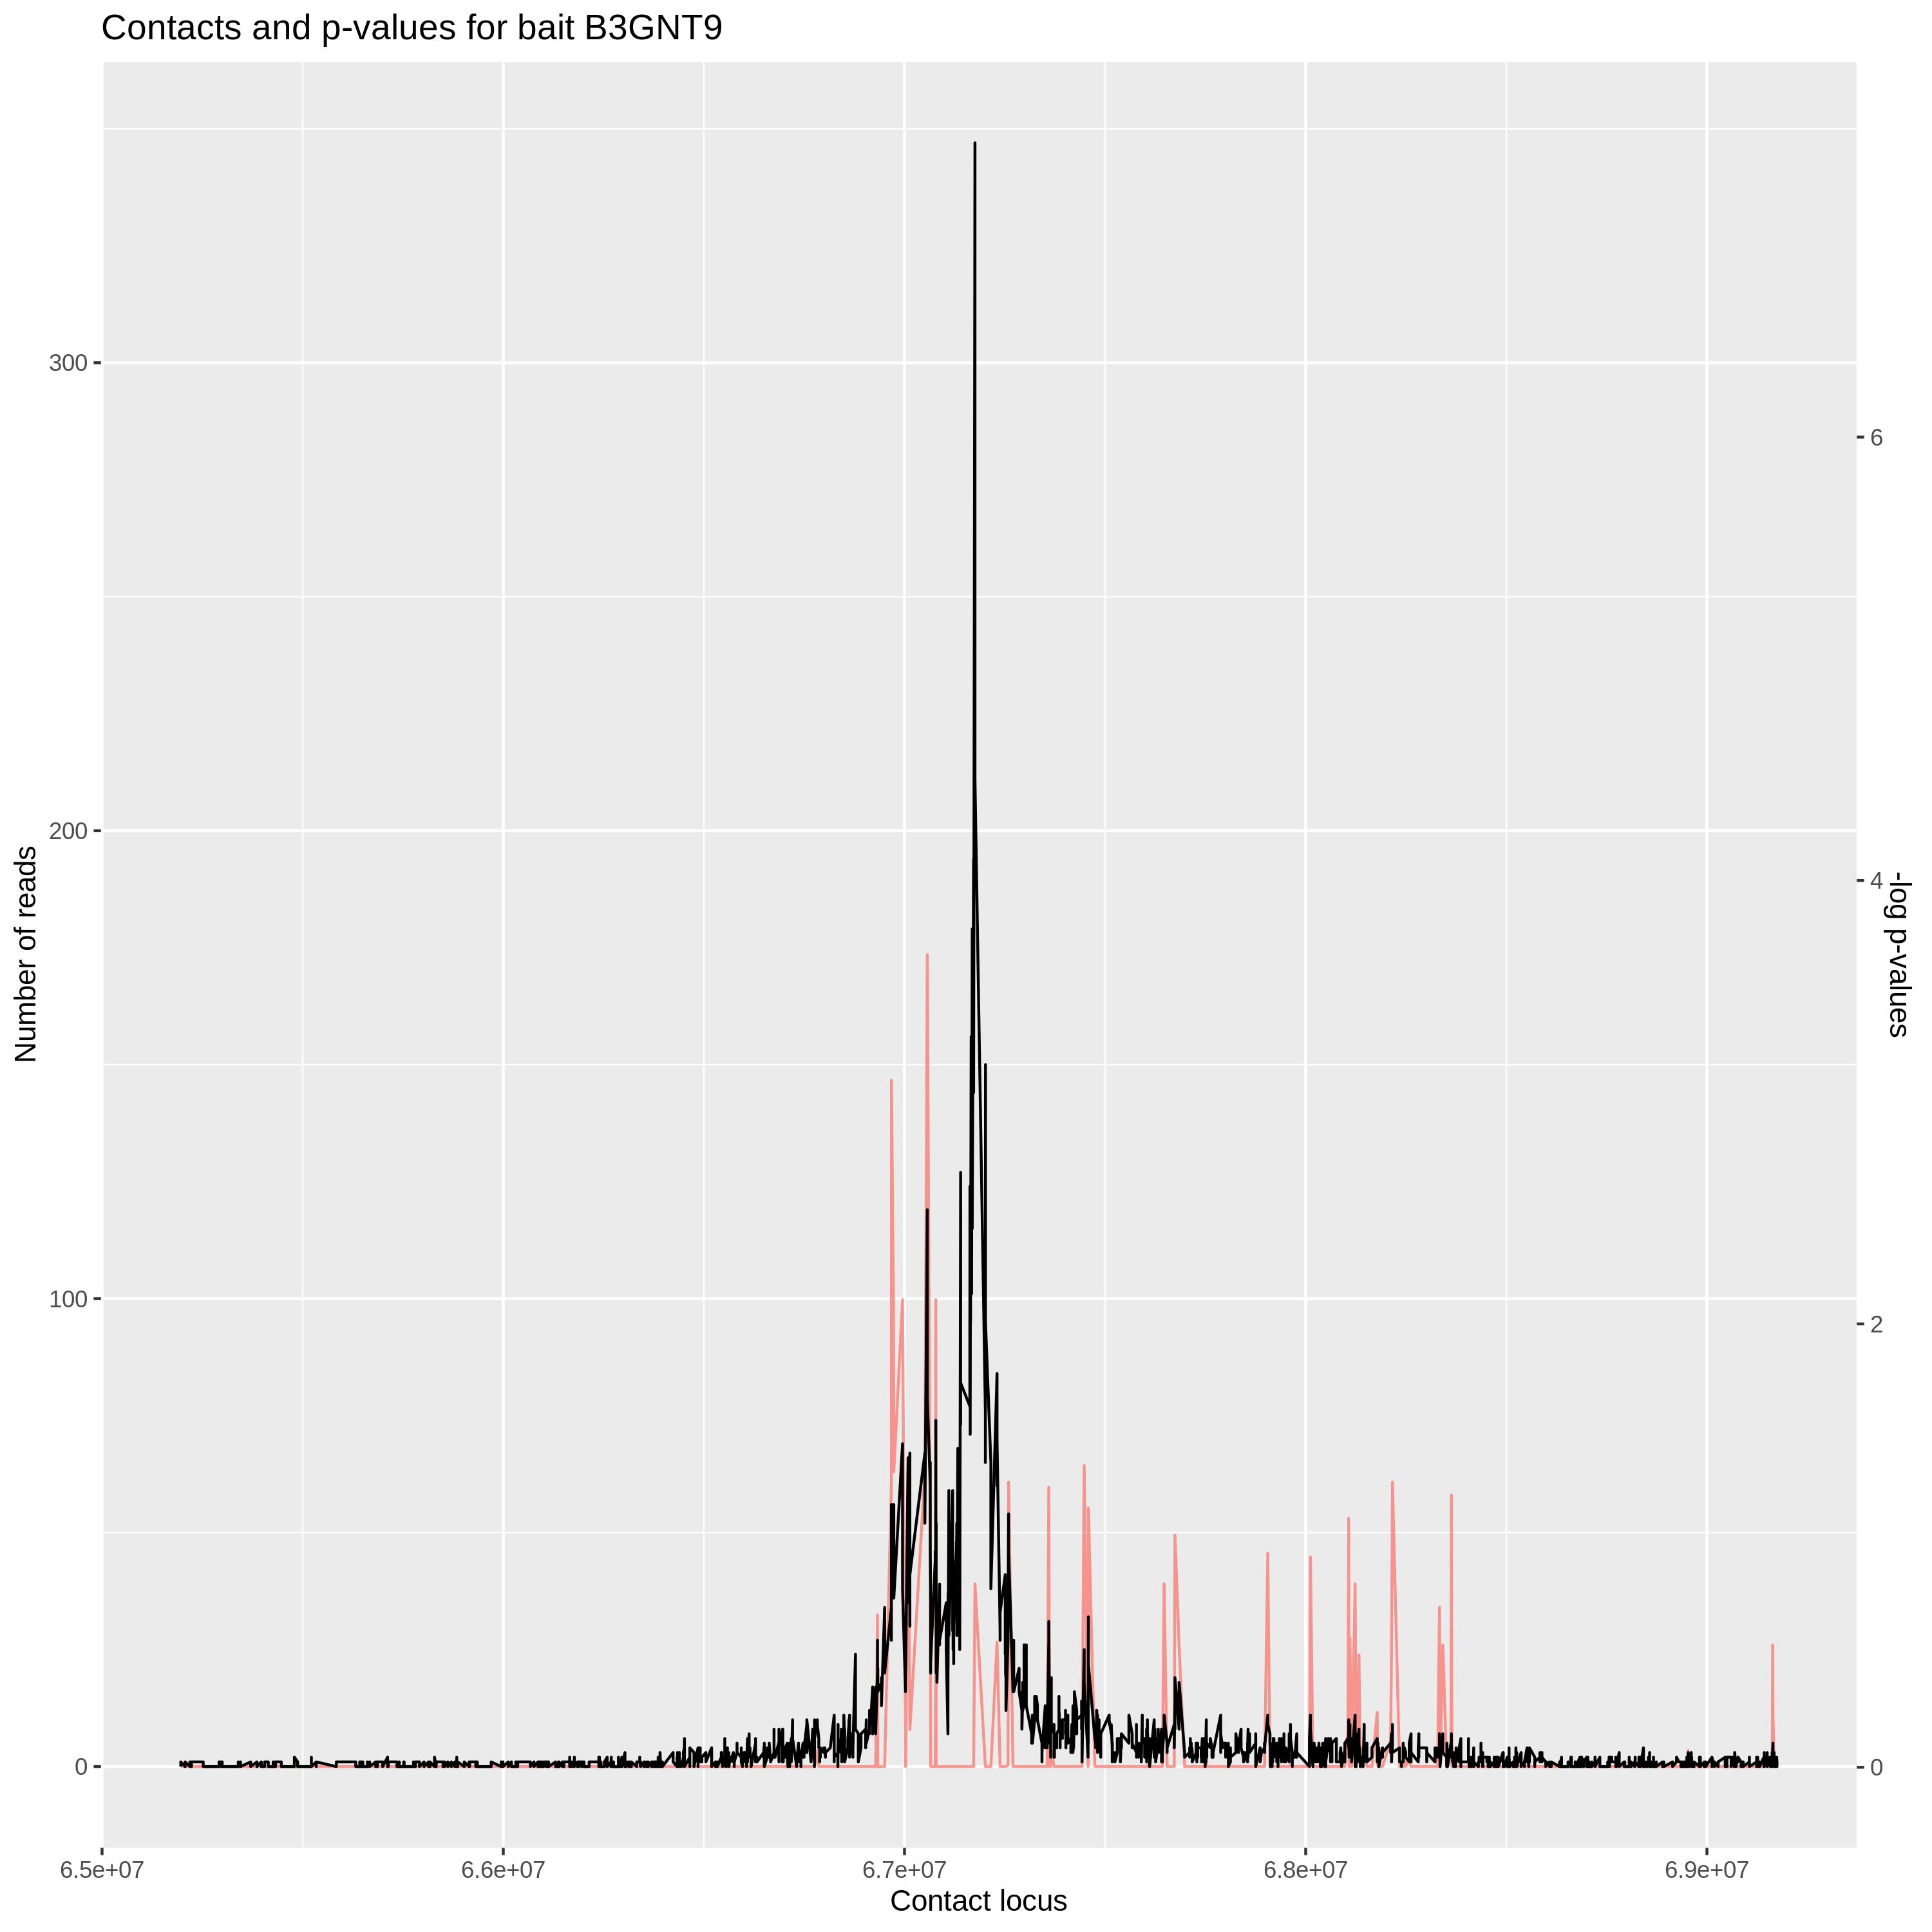 Contacts and p-values for bait B3GNT9
300
200
100
0
Number of reads
6
4
2
0
-log p-values
6.5e+07 6.6e+07 6.7e+07 6.8e+07 6.9e+07
Contact locus